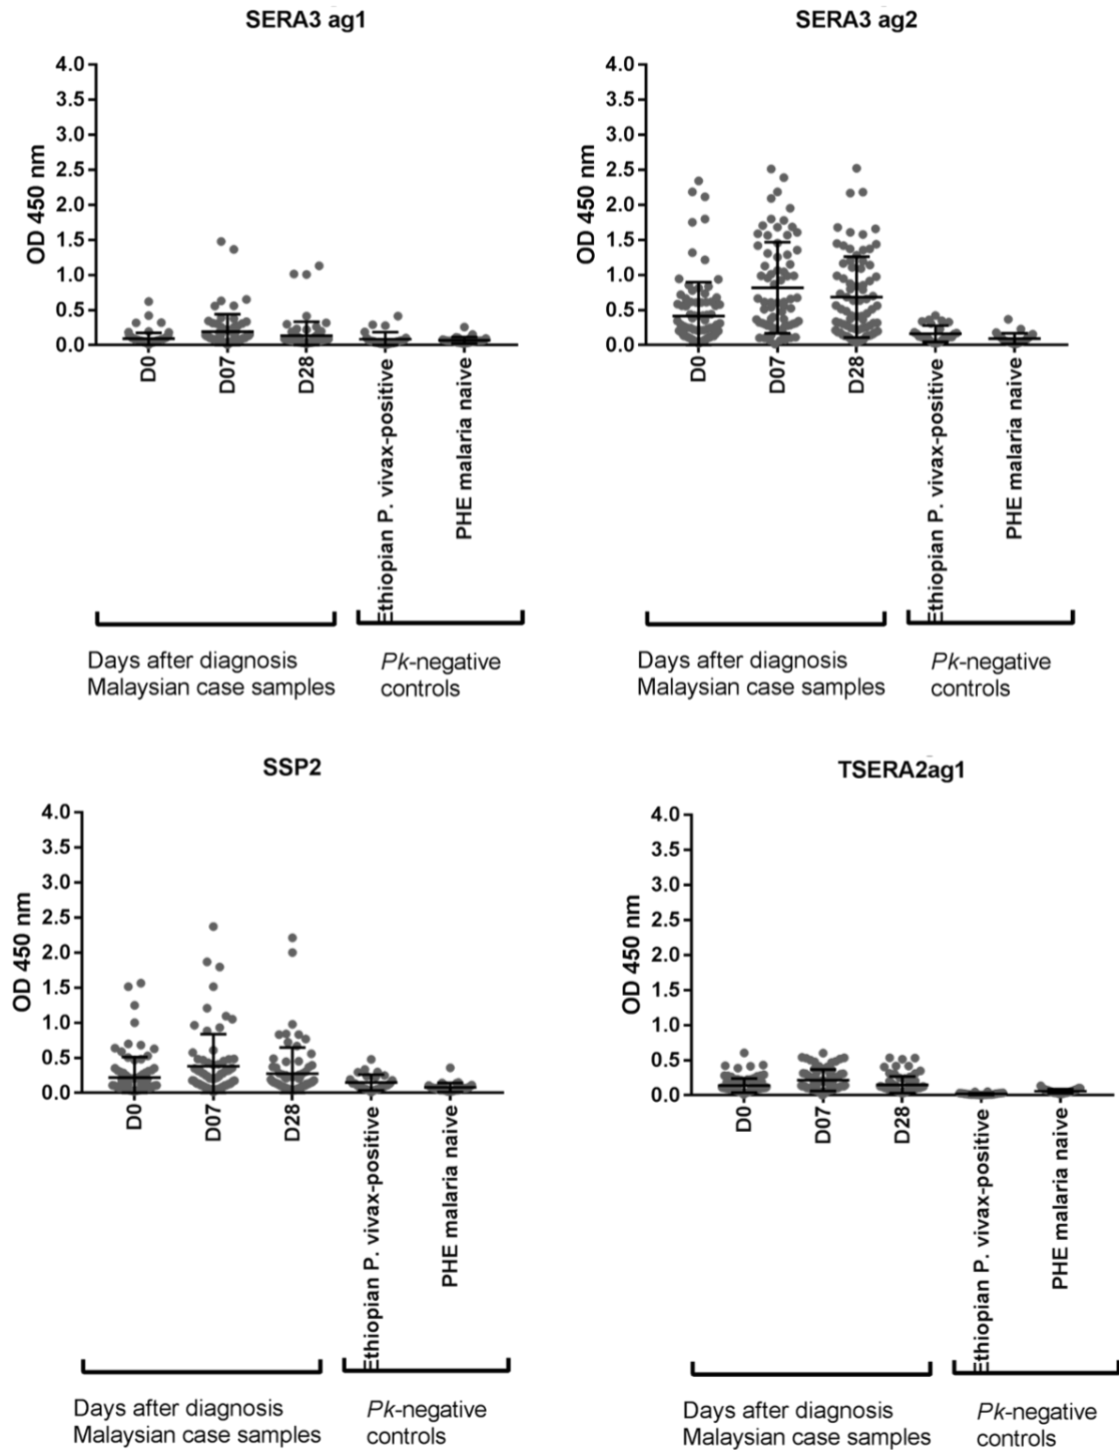 SERA3 ag1
OD 450 nm
4.0
3.5
3.0
2.5
2.0
1.5
1.0
0.5
0.0
D0
D07
D28
Ethiopian P. vivax-positive
PHE malaria naive
Days after diagnosis
Malaysian case samples
Pk-negative
controls
SERA3 ag2
OD 450 nm
4.0
3.5
3.0
2.5
2.0
1.5
1.0
0.5
0.0
D0
D07
D28
Ethiopian P. vivax-positive
PHE malaria naive
Days after diagnosis
Malaysian case samples
Pk-negative
controls
SSP2
OD 450 nm
4.0
3.5
3.0
2.5
2.0
1.5
1.0
0.5
0.0
D0
D07
D28
Ethiopian P. vivax-positive
PHE malaria naive
Days after diagnosis
Malaysian case samples
Pk-negative
controls
TSERA2ag1
OD 450 nm
4.0
3.5
3.0
2.5
2.0
1.5
1.0
0.5
0.0
D0
D07
D28
Ethiopian P. vivax-positive
PHE malaria naive
Days after diagnosis
Malaysian case samples
Pk-negative
controls